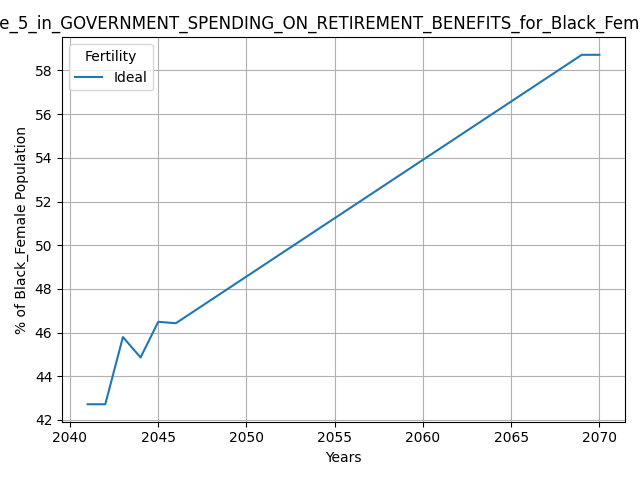 e_5_in_GOVERNMENT_SPENDING_ON_RETIREMENT_BENEFITS_for_Black_Fem
Fertility
Ideal
58
56
54
52
50
48
46
44
42
% of Black_Female Population
2040 2045 2050 2055 2060 2065 2070
Years